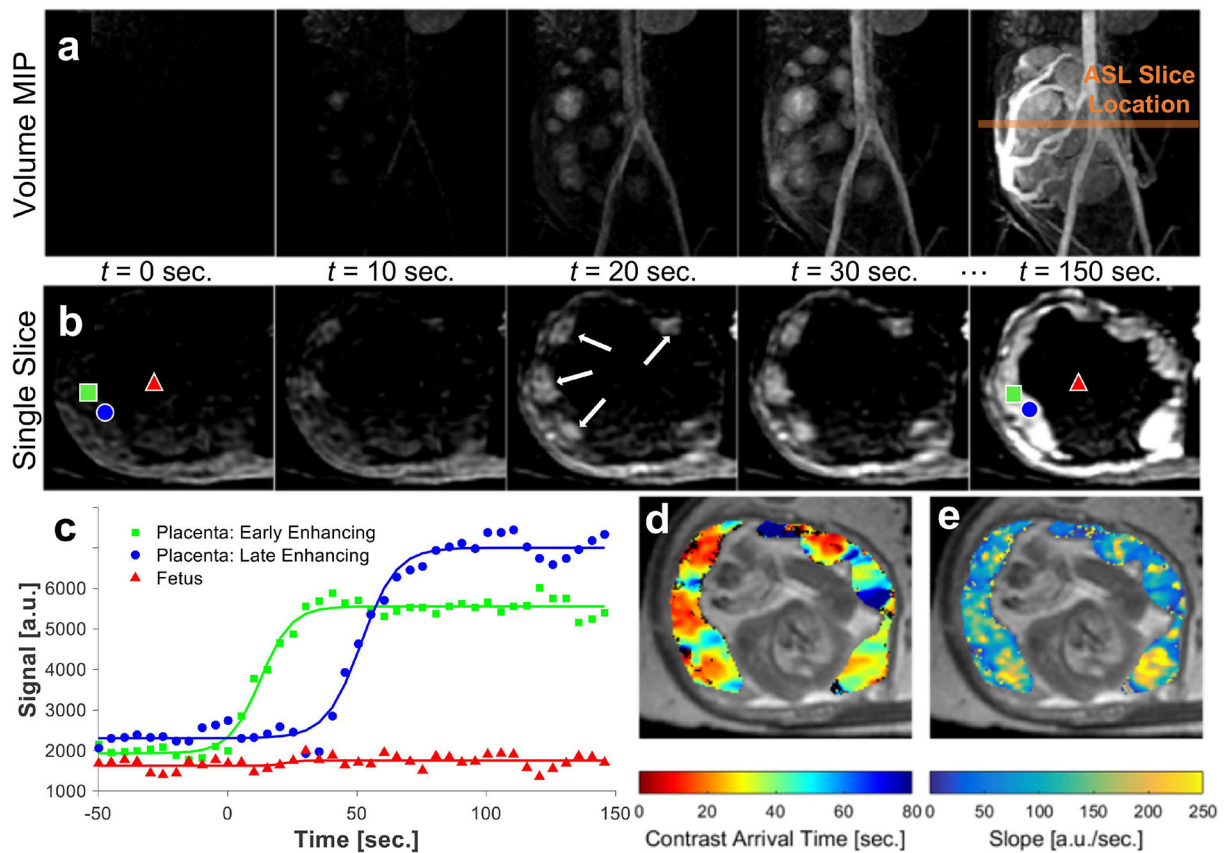 Volume MIP
a
ASL Slice
Location
t = 0 sec.
t = 10 sec.
t = 20 sec.
t = 30 sec.
...
t = 150 sec.
Single Slice
b
c
Placenta: Early Enhancing
Placenta: Late Enhancing
Fetus
Signal [a.u.]
6000
5000
4000
3000
2000
1000
-50
0
50
100
150
Time [sec.]
d
0
20
40
60
80
Contrast Arrival Time [sec.]
e
0
50
100
150
200
250
Slope [a.u./sec.]